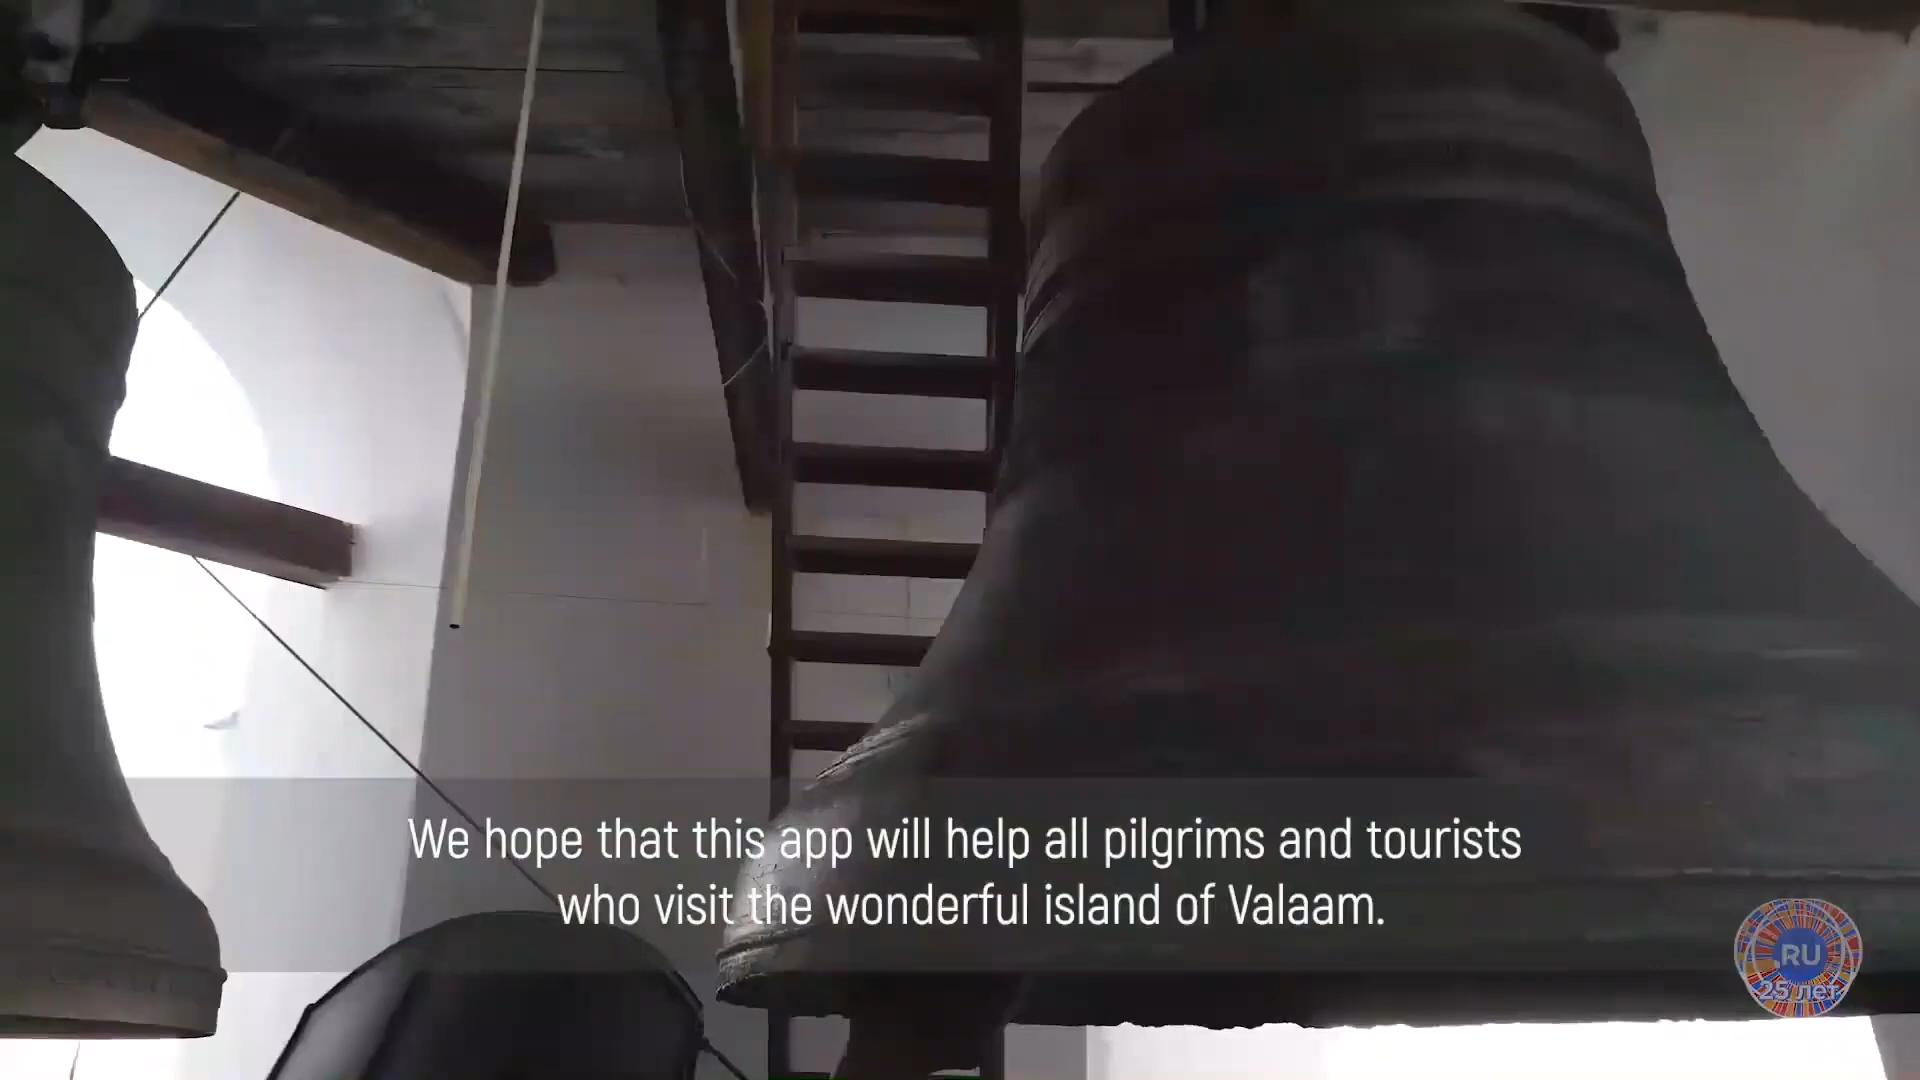 We hope that this app will help all pilgrims and tourists
who visit the wonderful island of Valaam.
.RU
25 лет